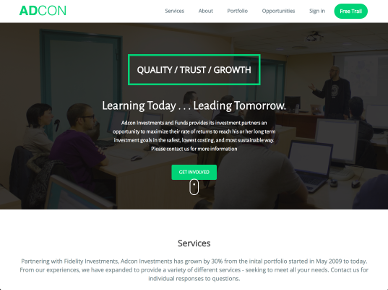 ADCON
Services About Portfolio Opportunities Sign In Free Trail
QUALITY / TRUST / GROWTH
Learning Today . . . Leading Tomorrow.
Adcon Investments and Funds provides its investment partners an
opportunity to maximize their rate of returns to reach his or her long term
investment goals in the safest, lowest costing, and most sustainable way.
Please contact us for more information
GET INVOLVED
Services
Partnering with Fidelity Investments, Adcon Investments has grown by 30% from the initial portfolio started in May 2009 to today.
From our experiences, we have expanded to provide a variety of different services - seeking to meet all your needs. Contact us for
individual responses to questions.